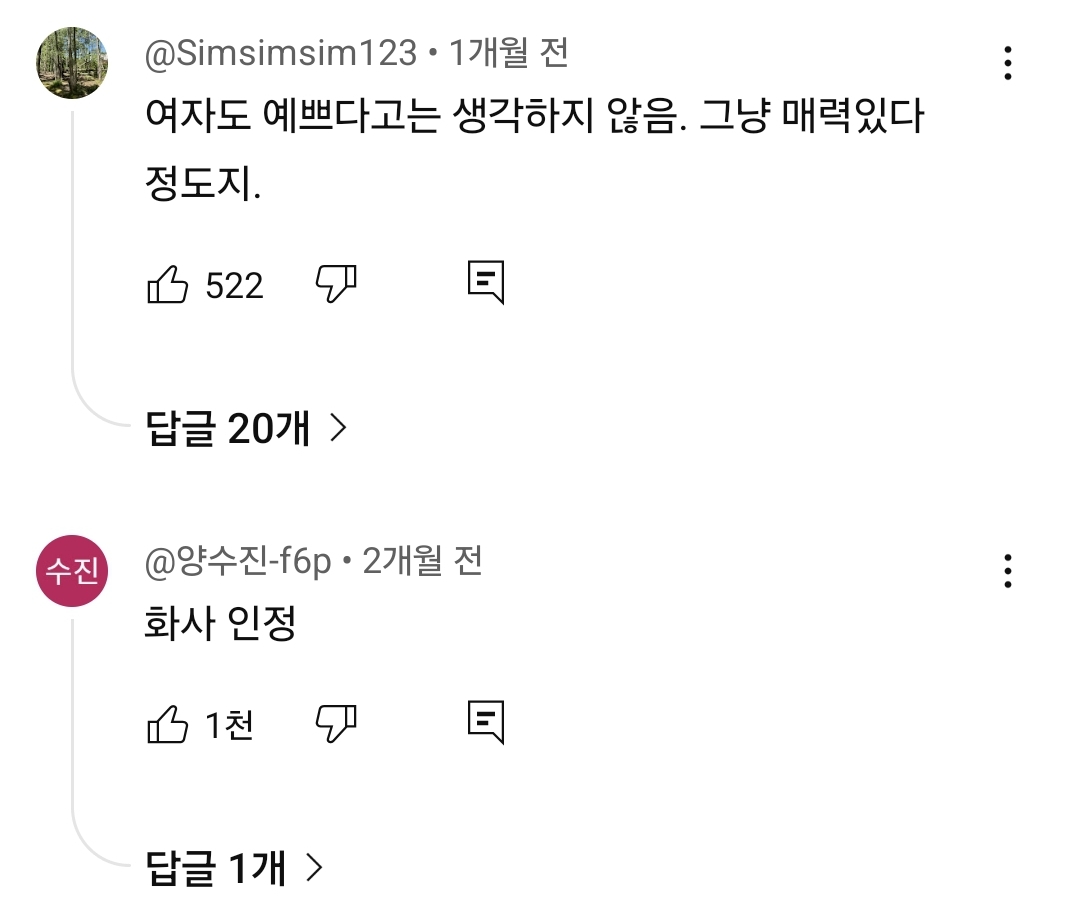 @Simsimsim123 • 1개월 전
여자도 예쁘다고는 생각하지 않음. 그냥 매력있다
정도지.
522
답글 20개
수진
@양수진-f6p • 2개월 전
화사 인정
1천
답글 1개